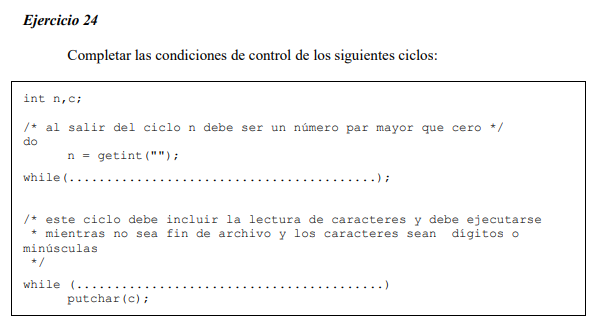 Ejercicio 24
Completar las condiciones de control de los siguientes ciclos:
int n,c;
/* al salir del ciclo n debe ser un número par mayor que cero */
do
n = getint("");
while(.........................................);
/* este ciclo debe incluir la lectura de caracteres y debe ejecutarse
* mientras no sea fin de archivo y los caracteres sean dígitos o
minúsculas
*/
while (.........................................)
putchar(c);